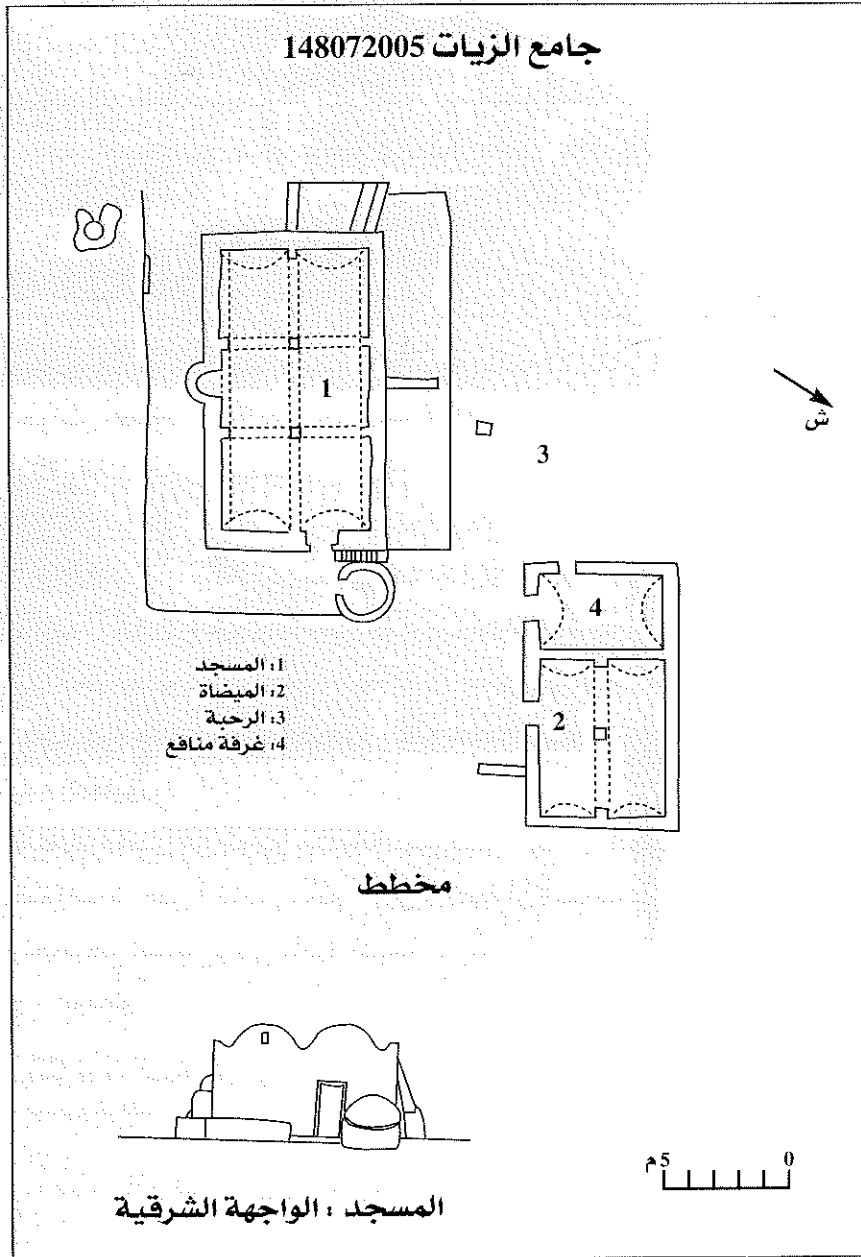 جامع الزيات 148072005
1
3
ش
4
2
1: المسجد
2: الميضاة
3: الرحبة
4: غرفة منافع
مخطط
5م 0
المسجد : الواجهة الشرقية